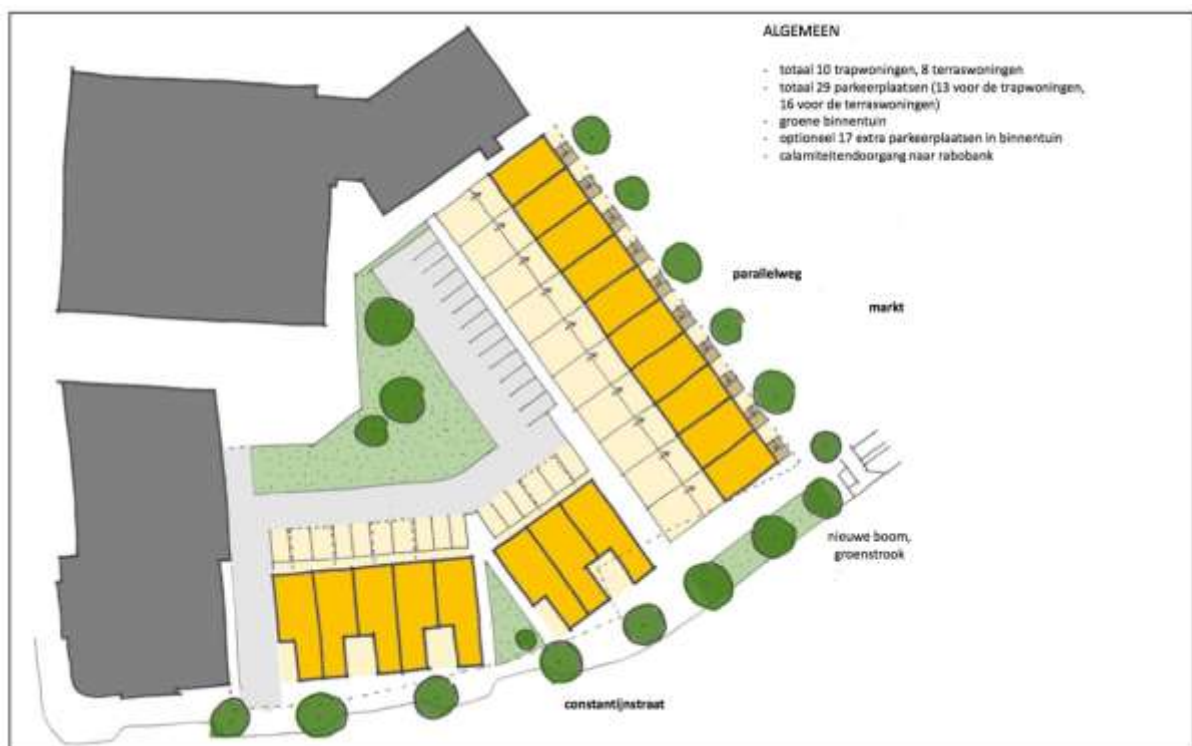 ALGEMEEN
- totaal 10 trapwoningen, 8 terraswoningen
- totaal 29 parkeerplaatsen (13 voor de trapwoningen,
16 voor de terraswoningen)
- groene binnentuin
- optioneel 17 extra parkeerplaatsen in binnentuin
- calamiteitendoorgang naar rabobank
parallelweg
markt
nieuwe boom,
groenstrook
constantijnstraat